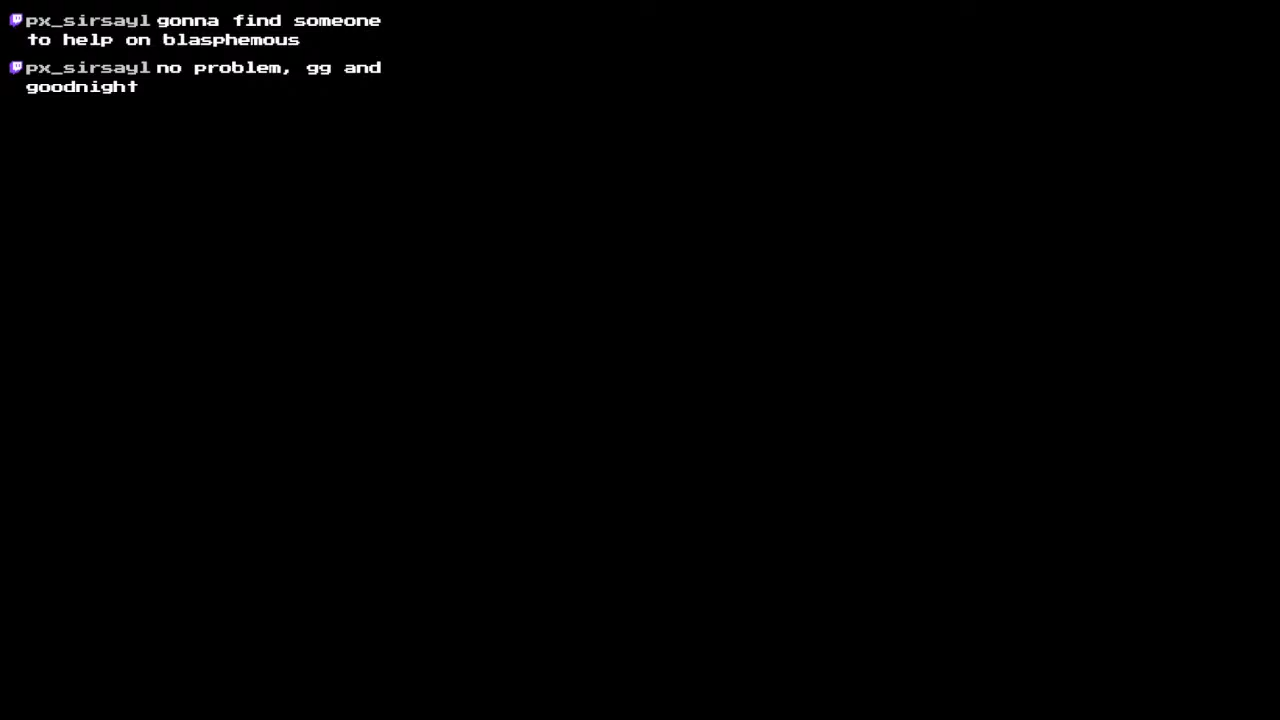 px_sirsayl gonna find someone
to help on blasphemous
px_sirsayl no problem, gg and
goodnight